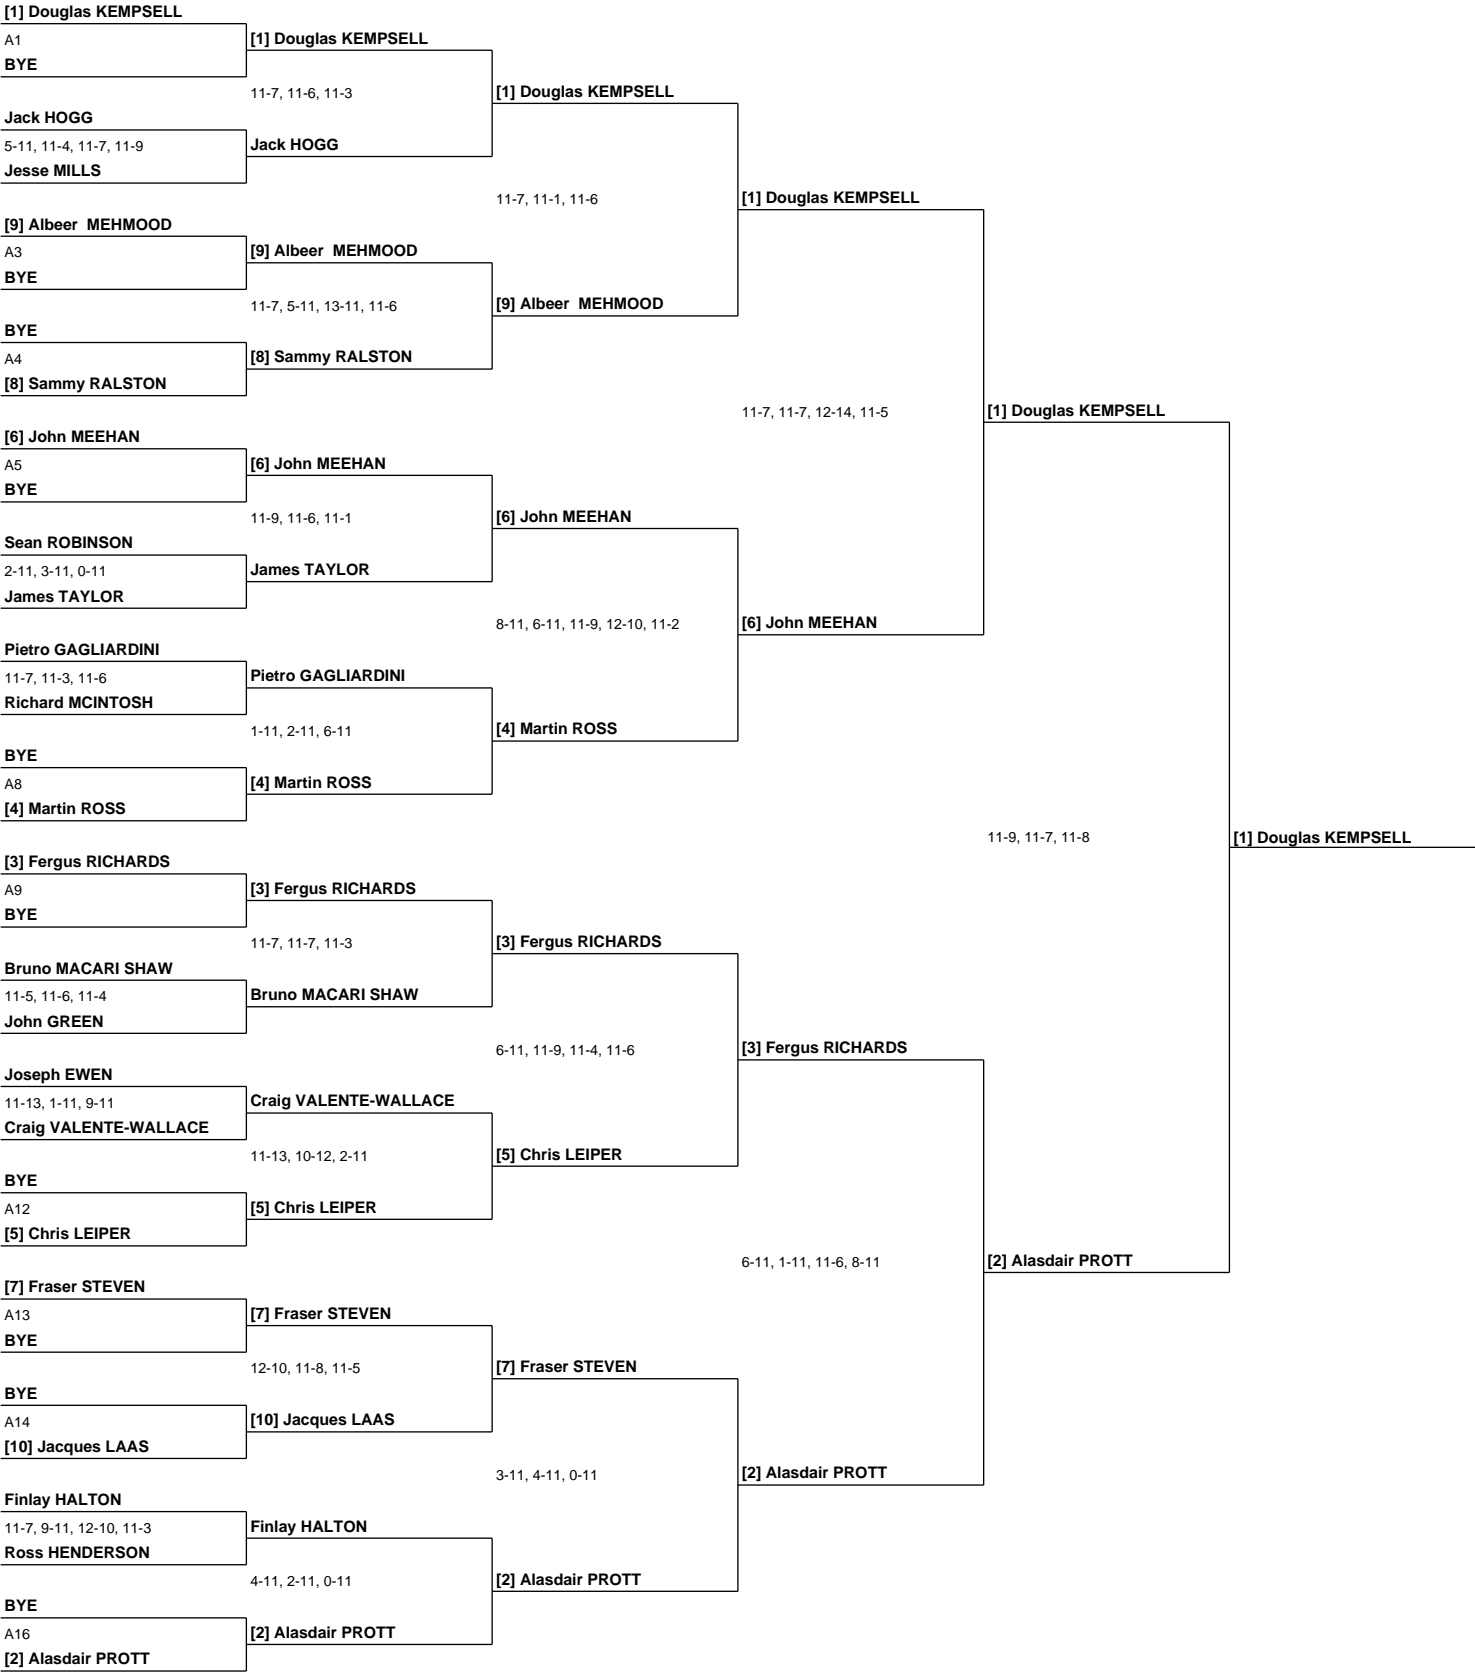 [1] Douglas KEMPSELL
A1
BYE
Jack HOGG
5-11, 11-4, 11-7, 11-9
Jesse MILLS
[9] Albeer  MEHMOOD
A3
BYE
BYE
A4
[8] Sammy RALSTON
[6] John MEEHAN
A5
BYE
Sean ROBINSON
2-11, 3-11, 0-11
James TAYLOR
Pietro GAGLIARDINI
11-7, 11-3, 11-6
Richard MCINTOSH
BYE
A8
[4] Martin ROSS
[3] Fergus RICHARDS
A9
BYE
Bruno MACARI SHAW
11-5, 11-6, 11-4
John GREEN
Joseph EWEN
11-13, 1-11, 9-11
Craig VALENTE-WALLACE
BYE
A12
[5] Chris LEIPER
[7] Fraser STEVEN
A13
BYE
BYE
A14
[10] Jacques LAAS
Finlay HALTON
11-7, 9-11, 12-10, 11-3
Ross HENDERSON
BYE
A16
[2] Alasdair PROTT
[1] Douglas KEMPSELL
11-7, 11-6, 11-3
Jack HOGG
[9] Albeer  MEHMOOD
11-7, 5-11, 13-11, 11-6
[8] Sammy RALSTON
[6] John MEEHAN
11-9, 11-6, 11-1
James TAYLOR
Pietro GAGLIARDINI
1-11, 2-11, 6-11
[4] Martin ROSS
[3] Fergus RICHARDS
11-7, 11-7, 11-3
Bruno MACARI SHAW
Craig VALENTE-WALLACE
11-13, 10-12, 2-11
[5] Chris LEIPER
[7] Fraser STEVEN
12-10, 11-8, 11-5
[10] Jacques LAAS
Finlay HALTON
4-11, 2-11, 0-11
[2] Alasdair PROTT
[1] Douglas KEMPSELL
11-7, 11-1, 11-6
[9] Albeer  MEHMOOD
[6] John MEEHAN
8-11, 6-11, 11-9, 12-10, 11-2
[4] Martin ROSS
[3] Fergus RICHARDS
6-11, 11-9, 11-4, 11-6
[5] Chris LEIPER
[7] Fraser STEVEN
3-11, 4-11, 0-11
[2] Alasdair PROTT
[1] Douglas KEMPSELL
11-7, 11-7, 12-14, 11-5
[6] John MEEHAN
[3] Fergus RICHARDS
6-11, 1-11, 11-6, 8-11
[2] Alasdair PROTT
[1] Douglas KEMPSELL
11-9, 11-7, 11-8
[2] Alasdair PROTT
[1] Douglas KEMPSELL